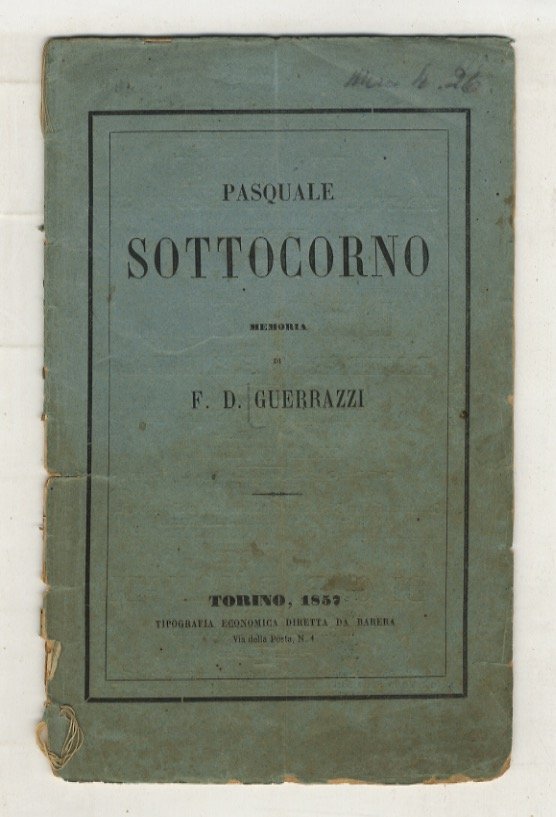 PASQUALE
SOTTOCORNO
MEMORIA
DI
F. D. GUERRAZZI
TORINO, 1857
TIPOGRAFIA ECONOMICA DIRETTA DA BARERA
Via della Posta, N. 4